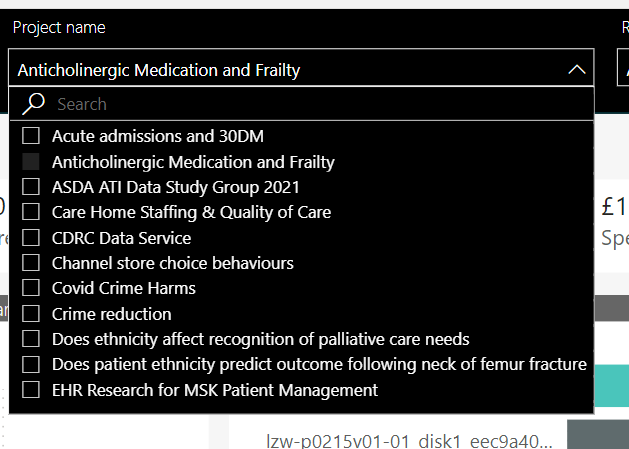 Project name
Anticholinergic Medication and Frailty
Search
Acute admissions and 30DM
Anticholinergic Medication and Frailty
ASDA ATI Data Study Group 2021
Care Home Staffing & Quality of Care
CDRC Data Service
Channel store choice behaviours
Covid Crime Harms
Crime reduction
Does ethnicity affect recognition of palliative care needs
Does patient ethnicity predict outcome following neck of femur fracture
EHR Research for MSK Patient Management
£1
Spe
lzw-p0215v01-01_disk1_eec9a40...